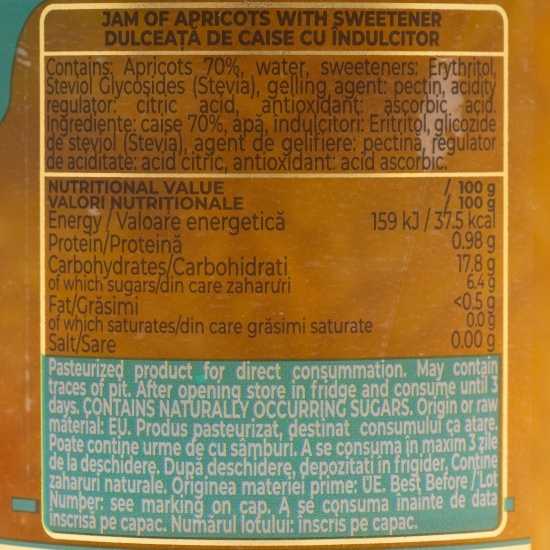 JAM OF APRICOTS WITH SWEETENER
DULCEAȚĂ DE CAISE CU ÎNDULCITOR
Contains: Apricots 70%, water, sweeteners: Erythritol,
Steviol Glycosides (Stevia), gelling agent: pectin, acidity
regulator: citric acid, antioxidant: ascorbic acid.
Ingrediente: caise 70%, apă, îndulcitori: Eritritol, glicozide
de steviol (Stevia), agent de gelifiere: pectină, regulator
de aciditate: acid citric, antioxidant: acid ascorbic.
NUTRITIONAL VALUE / 100 g
VALORI NUTRITIONALE / 100 g
Energy / Valoare energetică 159 kJ / 37.5 kcal
Protein/Proteină 0.98 g
Carbohydrates/Carbohidrati 17.8 g
of which sugars/din care zaharuri 6.4 g
Fat/Grăsimi <0.5 g
of which saturates/din care grăsimi saturate 0.0 g
Salt/Sare 0.00 g
Pasteurized product for direct consummation. May contain
traces of pit. After opening store in fridge and consume until 3
days. CONTAINS NATURALLY OCCURRING SUGARS. Origin or raw
material: EU. Produs pasteurizat, destinat consumului ca atare.
Poate conține urme de cu sâmburi. A se consuma în maxim 3 zile
de la deschidere. După deschidere, depozitati in frigider, Contine
zaharuri naturale. Originea materiei prime: UE. Best Before / Lot
Number: see marking on cap. A se consuma înainte de data
înscrisă pe capac. Numărul lotului: inscris pe capac.